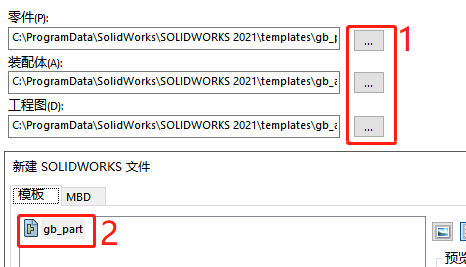 零件(P):
C:\ProgramData\SolidWorks\SOLIDWORKS 2021\templates\gb_p
...
1
装配体(A):
C:\ProgramData\SolidWorks\SOLIDWORKS 2021\templates\gb_a
...
工程图(D):
C:\ProgramData\SolidWorks\SOLIDWORKS 2021\templates\gb_a
...
新建 SOLIDWORKS 文件
模板 MBD
gb_part 2
预览